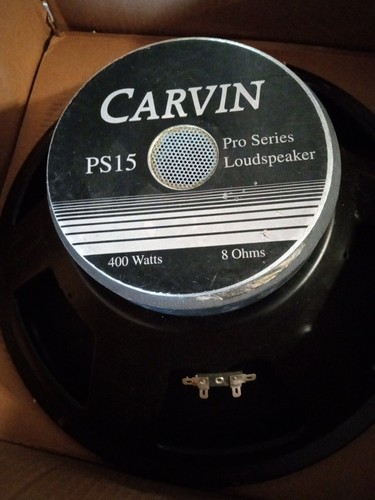 CARVIN
PS15
Pro Series
Loudspeaker
400 Watts
8 Ohms